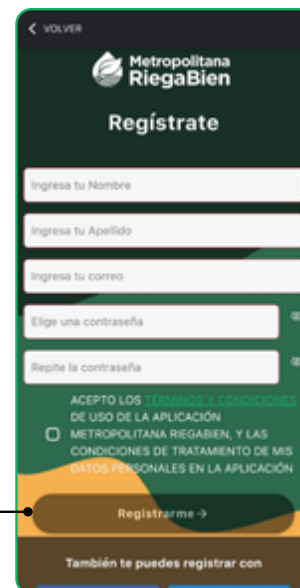 VOLVER
Metropolitana
RiegaBien
Regístrate
Ingresa tu Nombre
Ingresa tu Apellido
Ingresa tu correo
Elige una contraseña
Repite la contraseña
ACEPTO LOS TÉRMINOS Y CONDICIONES
DE USO DE LA APLICACIÓN
METROPOLITANA RIEGABIEN, Y LAS
CONDICIONES DE TRATAMIENTO DE MIS
DATOS PERSONALES EN LA APLICACIÓN
Registrarme →
También te puedes registrar con